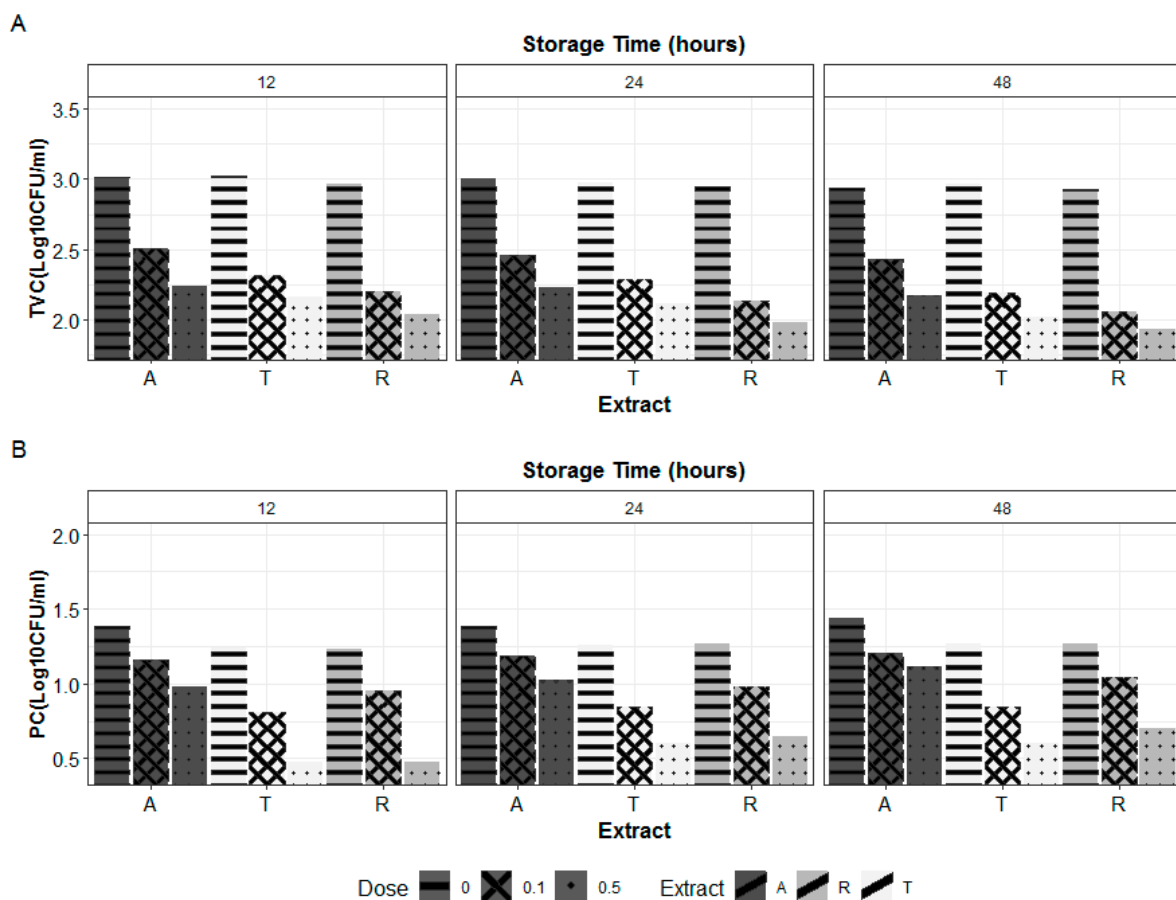 A
Storage Time (hours)
12 24 48
TVC(Log10CFU/ml)
3.5
3.0
2.5
2.0
A T R A T R A T R
Extract
B
Storage Time (hours)
12 24 48
PC(Log10CFU/ml)
2.0
1.5
1.0
0.5
A T R A T R A T R
Extract
Dose 0 0.1 0.5 Extract A R T